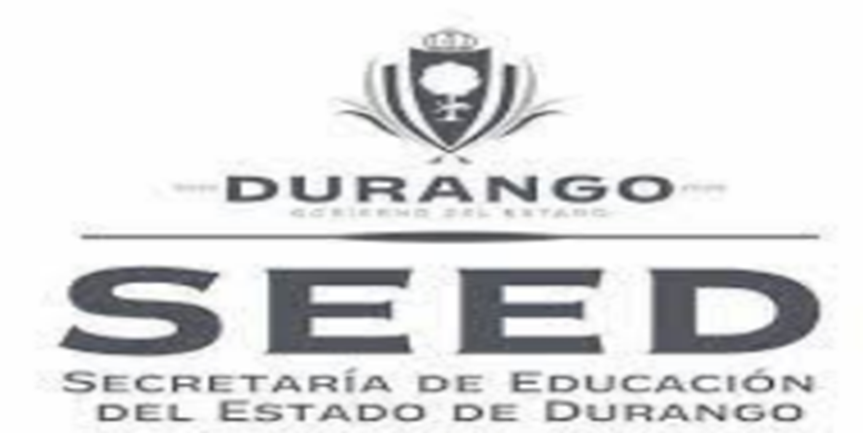 DURANGO
GOBIERNO DEL ESTADO
SEED
SECRETARÍA DE EDUCACIÓN
DEL ESTADO DE DURANGO